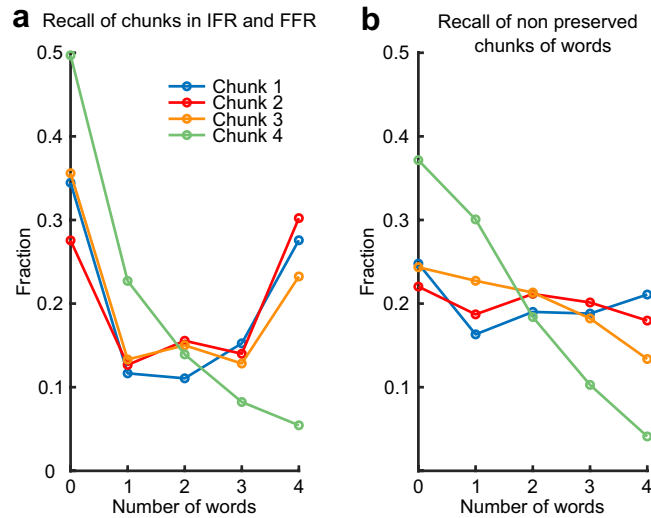 a Recall of chunks in IFR and FFR
0.5
0.4
0.3
0.2
0.1
0
Fraction
Chunk 1
Chunk 2
Chunk 3
Chunk 4
0 1 2 3 4
Number of words
b Recall of non preserved
chunks of words
0.5
0.4
0.3
0.2
0.1
0
Fraction
0 1 2 3 4
Number of words